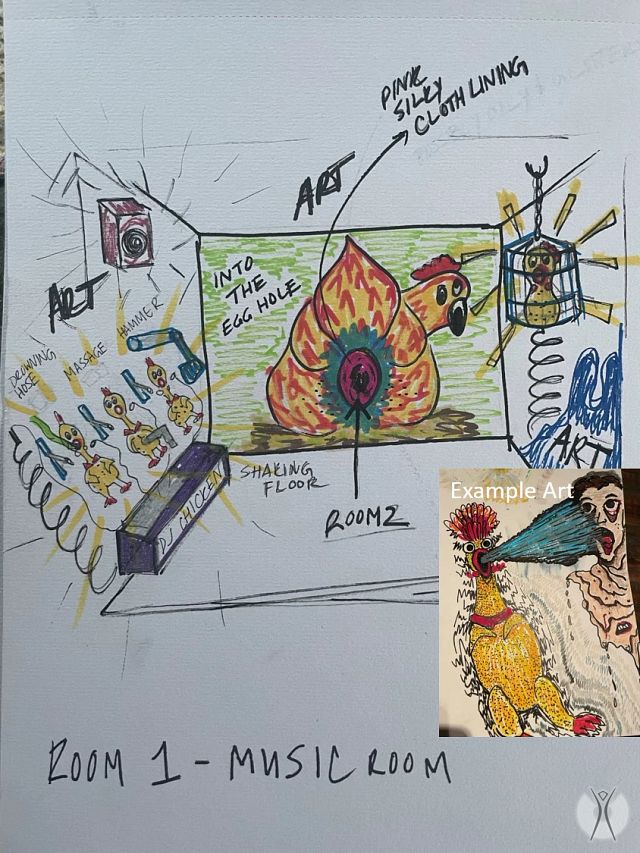 PINK
SILKY
CLOTH LINING
ART
INTO
THE
EGG HOLE
ART
HAMMER
MASSAGE
DROWNING
HOSE
ART
SHAKING
FLOOR
DJ CHICKEN
ROOM 2
Example Art
ROOM 1 - MUSIC ROOM